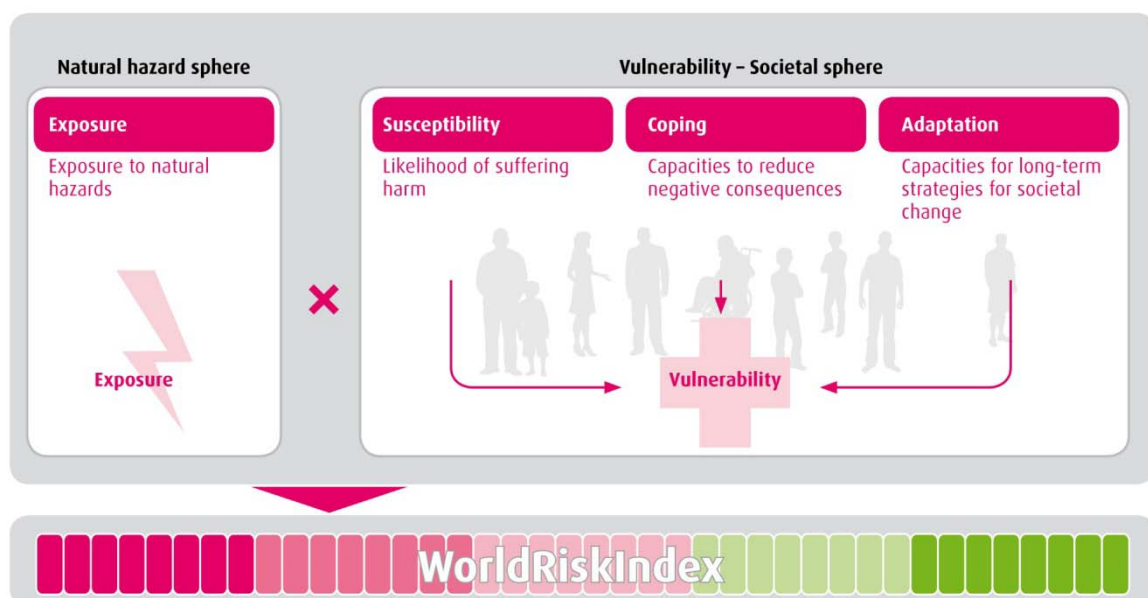 Natural hazard sphere
Vulnerability – Societal sphere
Exposure
Exposure to natural
hazards
Susceptibility
Likelihood of suffering
harm
Coping
Capacities to reduce
negative consequences
Adaptation
Capacities for long-term
strategies for societal
change
×
Exposure
Vulnerability
WorldRiskIndex